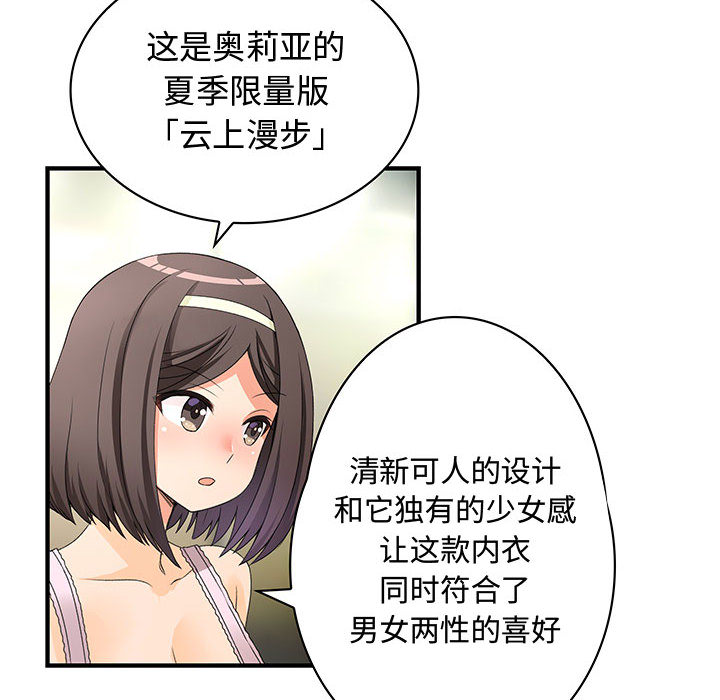 这是奥莉亚的
夏季限量版
「云上漫步」
清新可人的设计
和它独有的少女感
让这款内衣
同时符合了
男女两性的喜好